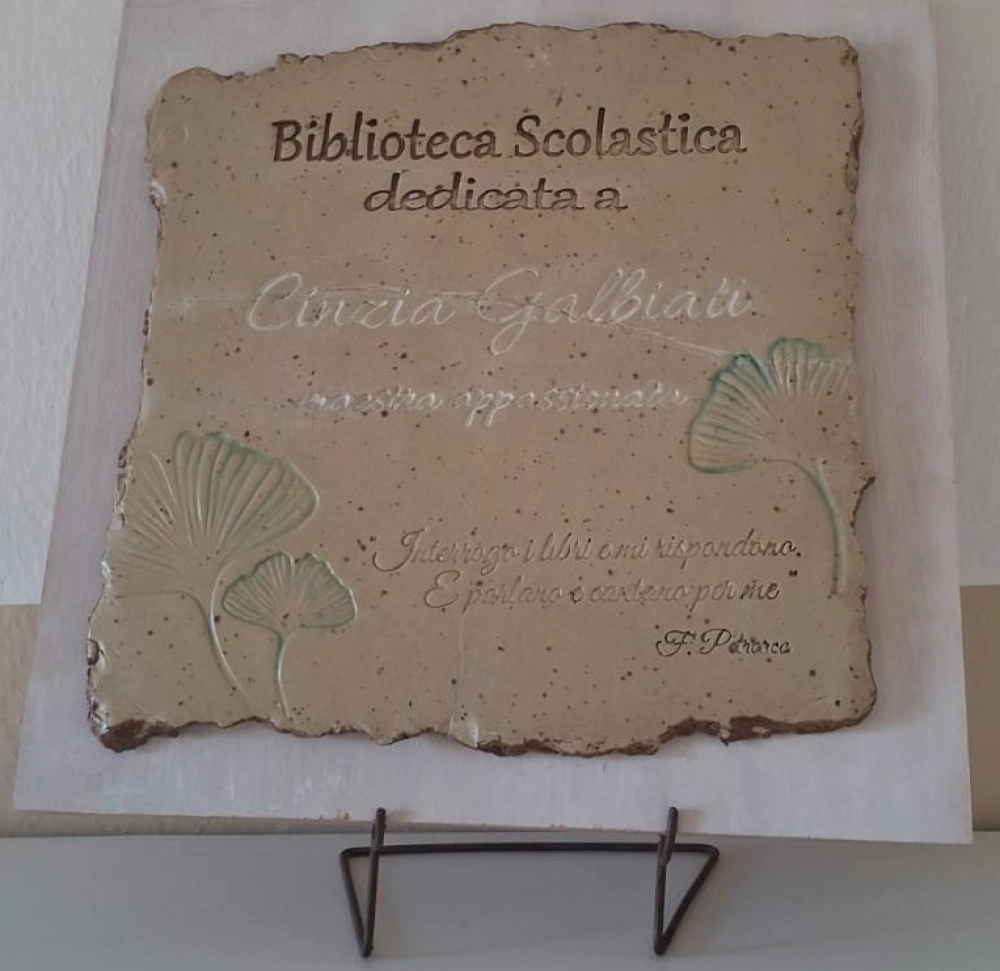 Biblioteca Scolastica
dedicata a
Cinzia Galbiati
maestra appassionata
"Interrogo i libri e mi rispondono.
E parlano e cantano per me"
F. Petrarca